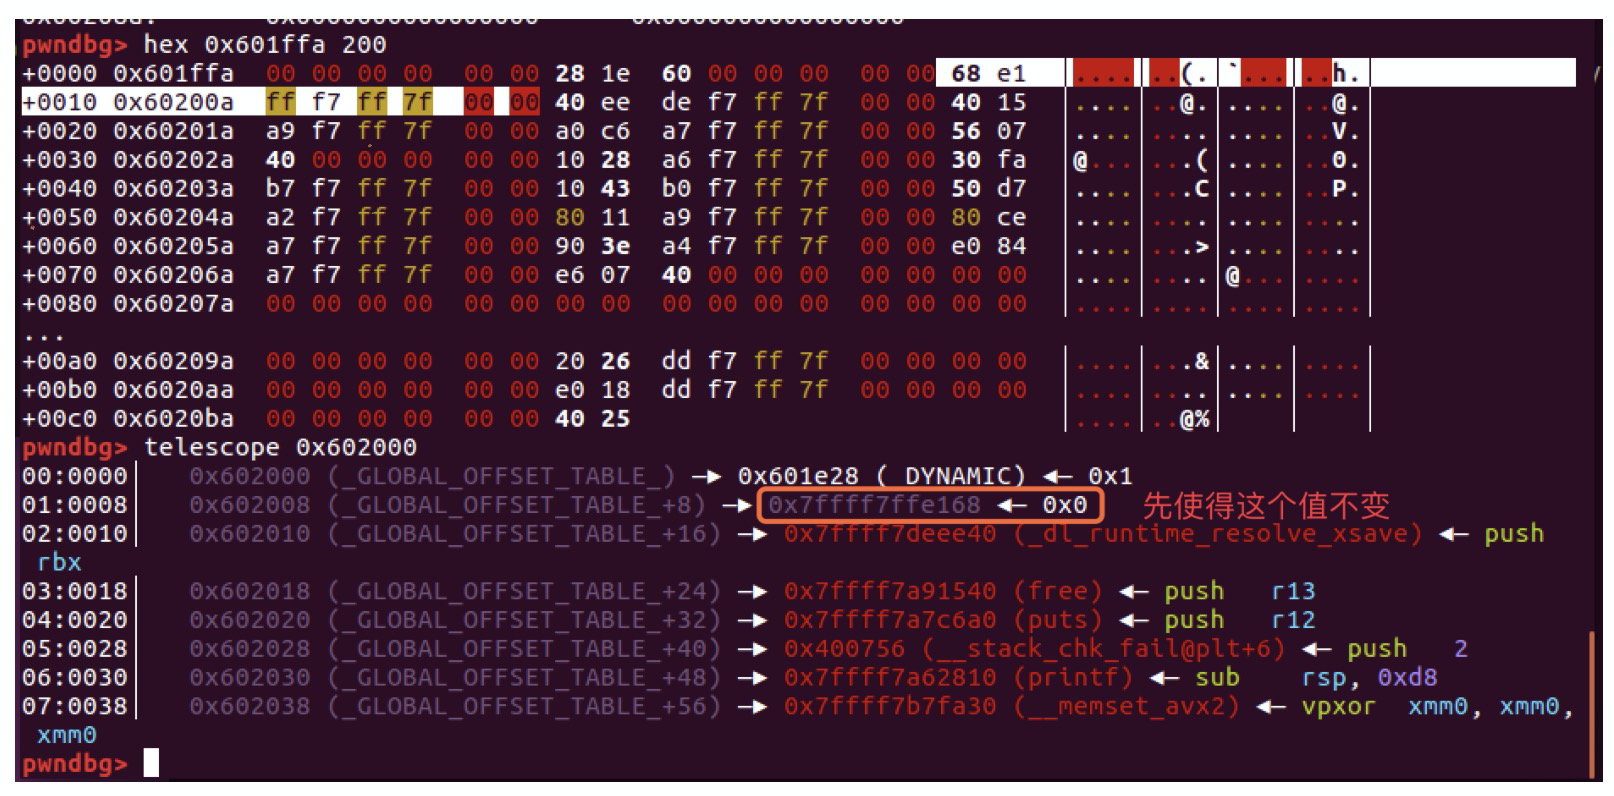 pwndbg> hex 0x601ffa 200
+0000 0x601ffa 00 00 00 00 00 00 28 1e 60 00 00 00 00 00 68 e1 |....|..(.|`...|..h.
+0010 0x60200a ff f7 ff 7f 00 00 40 ee de f7 ff 7f 00 00 40 15 |....|..@.|....|..@.|
+0020 0x60201a a9 f7 ff 7f 00 00 a0 c6 a7 f7 ff 7f 00 00 56 07 |....|....|....|..V.|
+0030 0x60202a 40 00 00 00 00 00 10 28 a6 f7 ff 7f 00 00 30 fa |@...|...(|....|..0.|
+0040 0x60203a b7 f7 ff 7f 00 00 10 43 b0 f7 ff 7f 00 00 50 d7 |....|...C|....|..P.|
+0050 0x60204a a2 f7 ff 7f 00 00 80 11 a9 f7 ff 7f 00 00 80 ce |....|....|....|....|
+0060 0x60205a a7 f7 ff 7f 00 00 90 3e a4 f7 ff 7f 00 00 e0 84 |....|...>|....|....|
+0070 0x60206a a7 f7 ff 7f 00 00 e6 07 40 00 00 00 00 00 00 00 |....|....|@...|....|
+0080 0x60207a 00 00 00 00 00 00 00 00 00 00 00 00 00 00 00 00 |....|....|....|....|
...
+00a0 0x60209a 00 00 00 00 00 00 20 26 dd f7 ff 7f 00 00 00 00 |....|...&|....|....|
+00b0 0x6020aa 00 00 00 00 00 00 e0 18 dd f7 ff 7f 00 00 00 00 |....|....|....|....|
+00c0 0x6020ba 00 00 00 00 00 00 40 25 |....|..@%|
pwndbg> telescope 0x602000
00:0000│ 0x602000 (_GLOBAL_OFFSET_TABLE_) —▸ 0x601e28 (_DYNAMIC) ◂— 0x1
01:0008│ 0x602008 (_GLOBAL_OFFSET_TABLE_+8) —▸ 0x7ffff7ffe168 ◂— 0x0 先使得这个值不变
02:0010│ 0x602010 (_GLOBAL_OFFSET_TABLE_+16) —▸ 0x7ffff7deee40 (_dl_runtime_resolve_xsave) ◂— push
rbx
03:0018│ 0x602018 (_GLOBAL_OFFSET_TABLE_+24) —▸ 0x7ffff7a91540 (free) ◂— push r13
04:0020│ 0x602020 (_GLOBAL_OFFSET_TABLE_+32) —▸ 0x7ffff7a7c6a0 (puts) ◂— push r12
05:0028│ 0x602028 (_GLOBAL_OFFSET_TABLE_+40) —▸ 0x400756 (__stack_chk_fail@plt+6) ◂— push 2
06:0030│ 0x602030 (_GLOBAL_OFFSET_TABLE_+48) —▸ 0x7ffff7a62810 (printf) ◂— sub rsp, 0xd8
07:0038│ 0x602038 (_GLOBAL_OFFSET_TABLE_+56) —▸ 0x7ffff7b7fa30 (__memset_avx2) ◂— vpxor xmm0, xmm0,
xmm0
pwndbg>